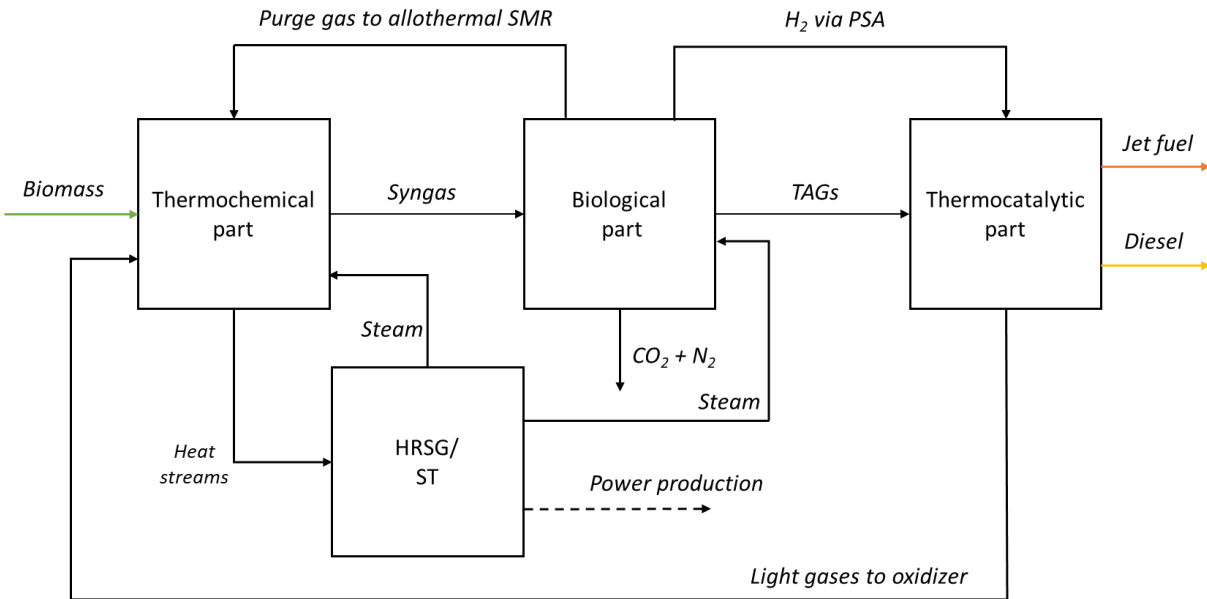 Purge gas to allothermal SMR
H₂ via PSA
Biomass
Thermochemical
part
Syngas
Biological
part
TAGs
Thermocatalytic
part
Jet fuel
Diesel
Steam
CO₂ + N₂
Steam
Heat
streams
HRSG/
ST
Power production
Light gases to oxidizer